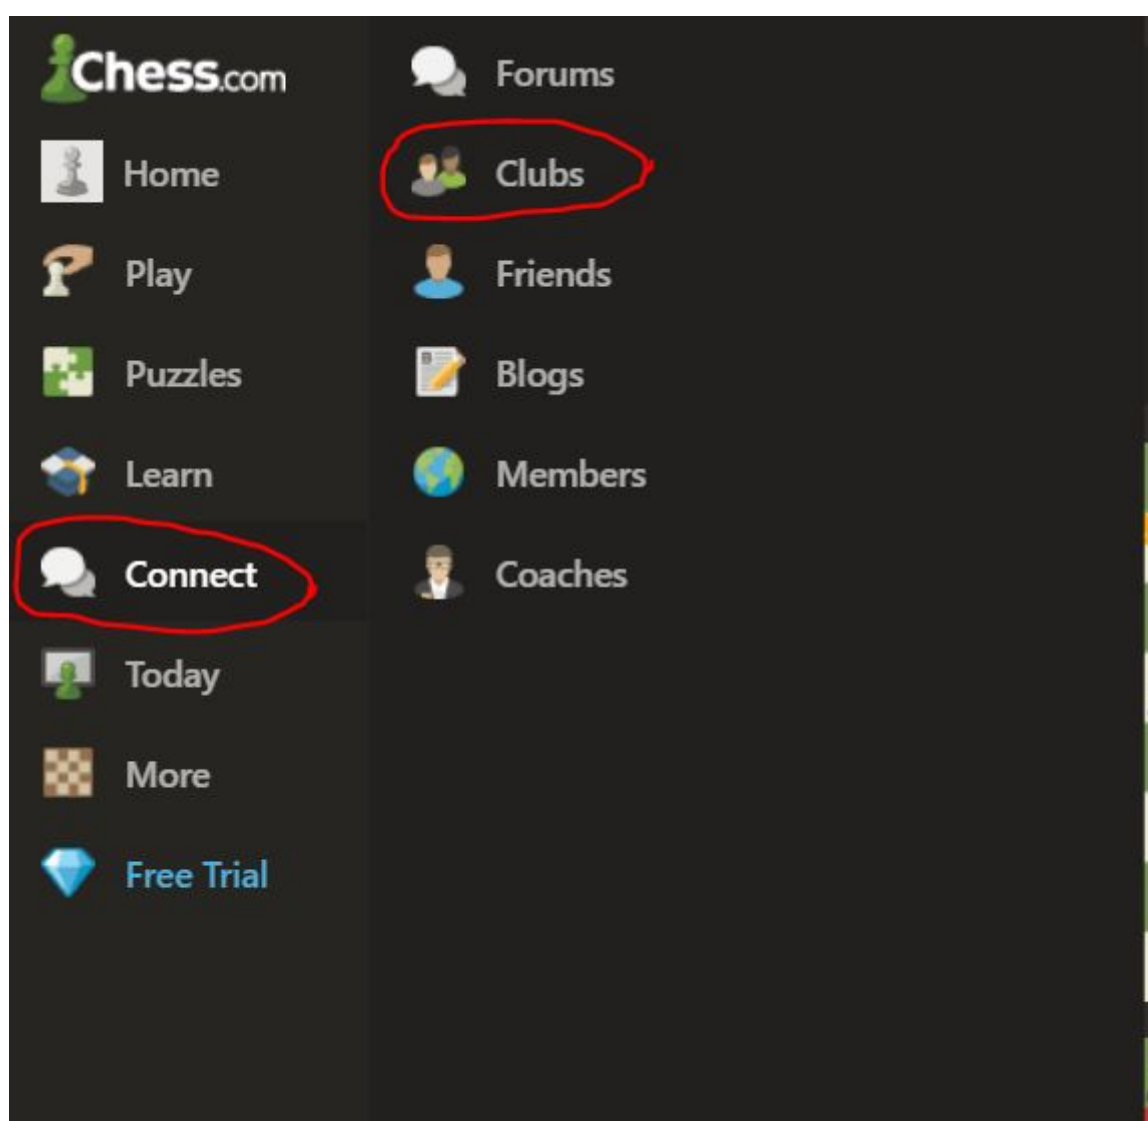 Chess.com
Home
Play
Puzzles
Learn
Connect
Today
More
Free Trial
Forums
Clubs
Friends
Blogs
Members
Coaches